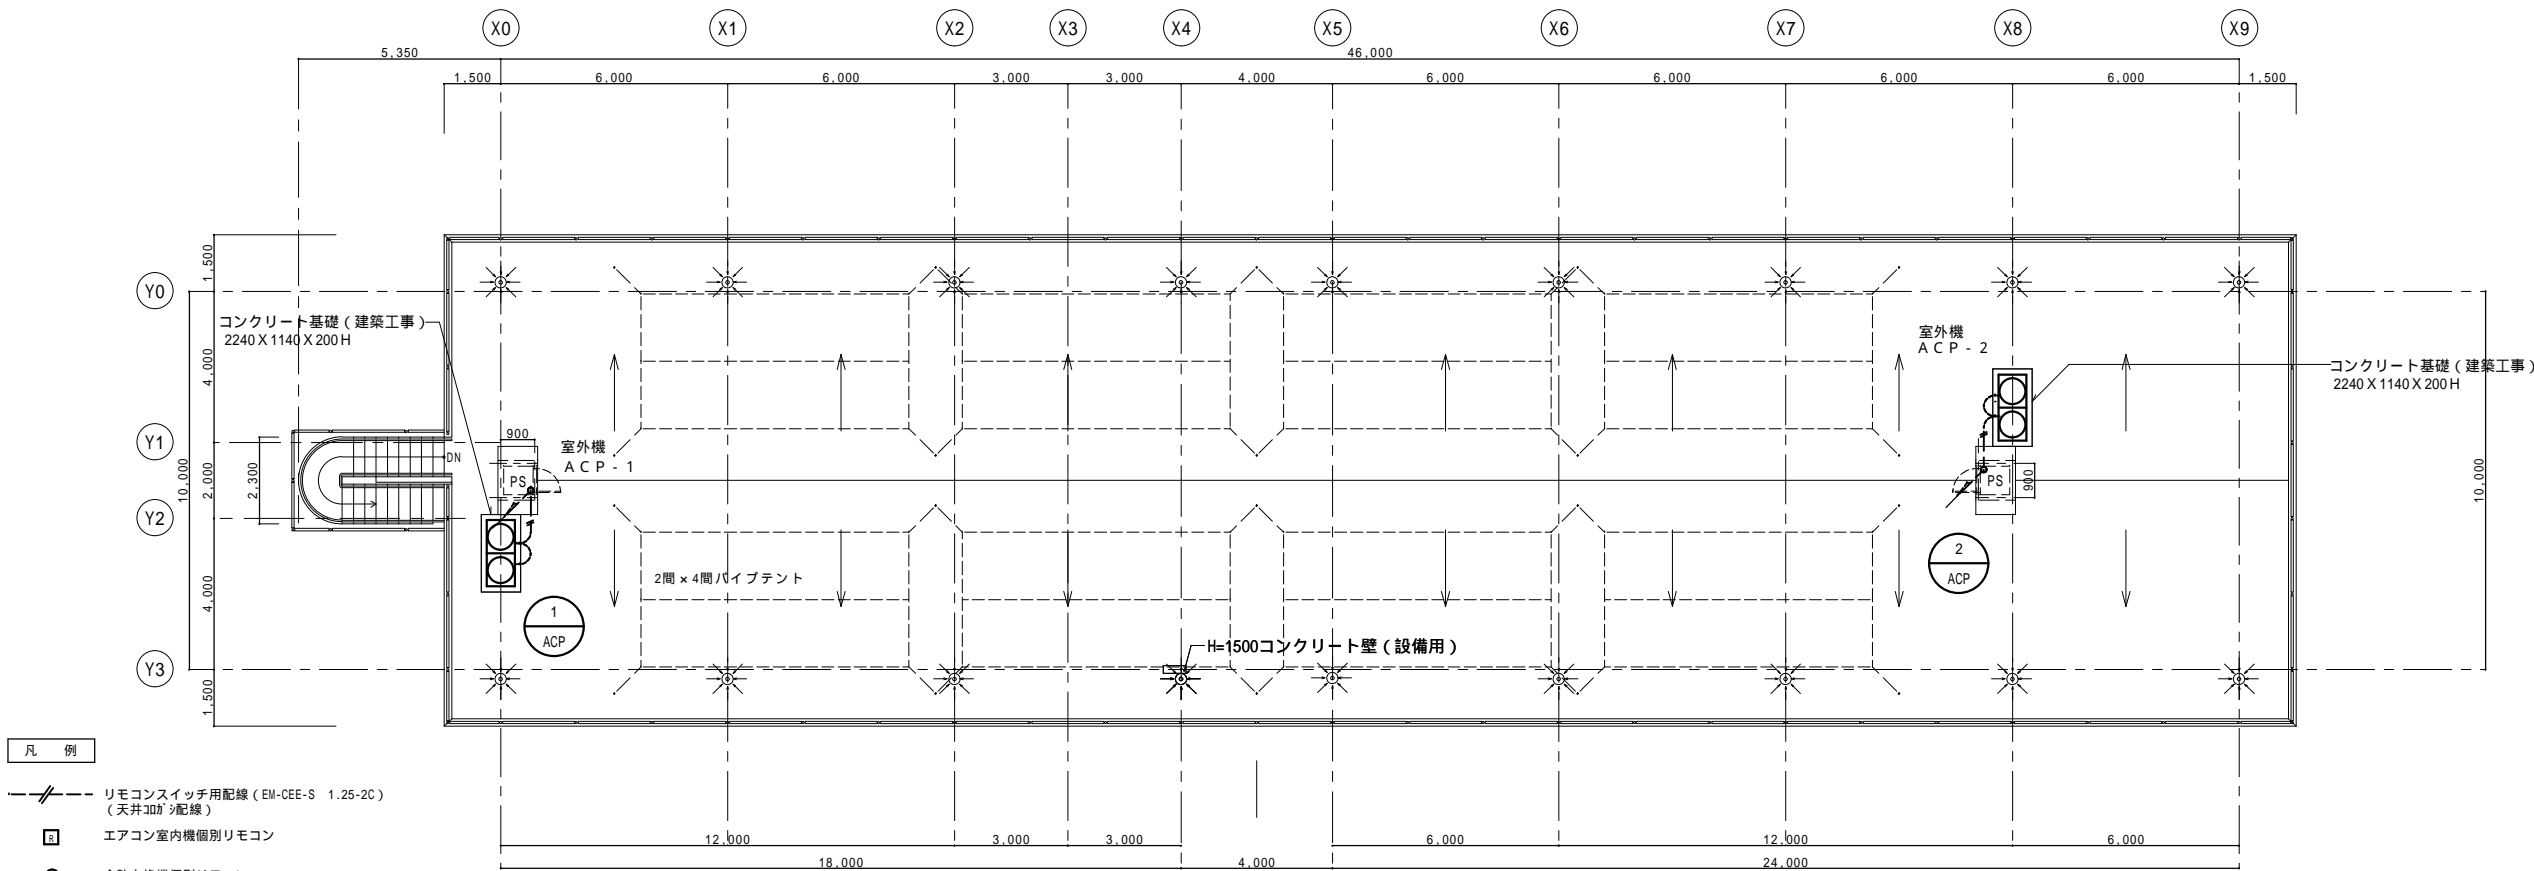 X0 X1 X2 X3 X4 X5 X6 X7 X8 X9
5,350 46,000
1,500 6,000 6,000 3,000 3,000 4,000 6,000 6,000 6,000 6,000 1,500
1,500
Y0
コンクリート基礎(建築工事)
2240X1140X200H
室外機
ACP-2
コンクリート基礎(建築工事)
2240X1140X200H
4,000
Y1
900
室外機
ACP-1
DN
PS
PS
900
10,000
2,000
2,300
10,000
Y2
2
ACP
2間×4間パイプテント
4,000
1
ACP
H=1500コンクリート壁(設備用)
Y3
1,500
凡 例
リモコンスイッチ用配線(EM-CEE-S 1.25-2C)
(天井コロガシ配線)
R
エアコン室内機個別リモコン
12,000 3,000 3,000 6,000 12,000 6,000
18,000 4,000 24,000